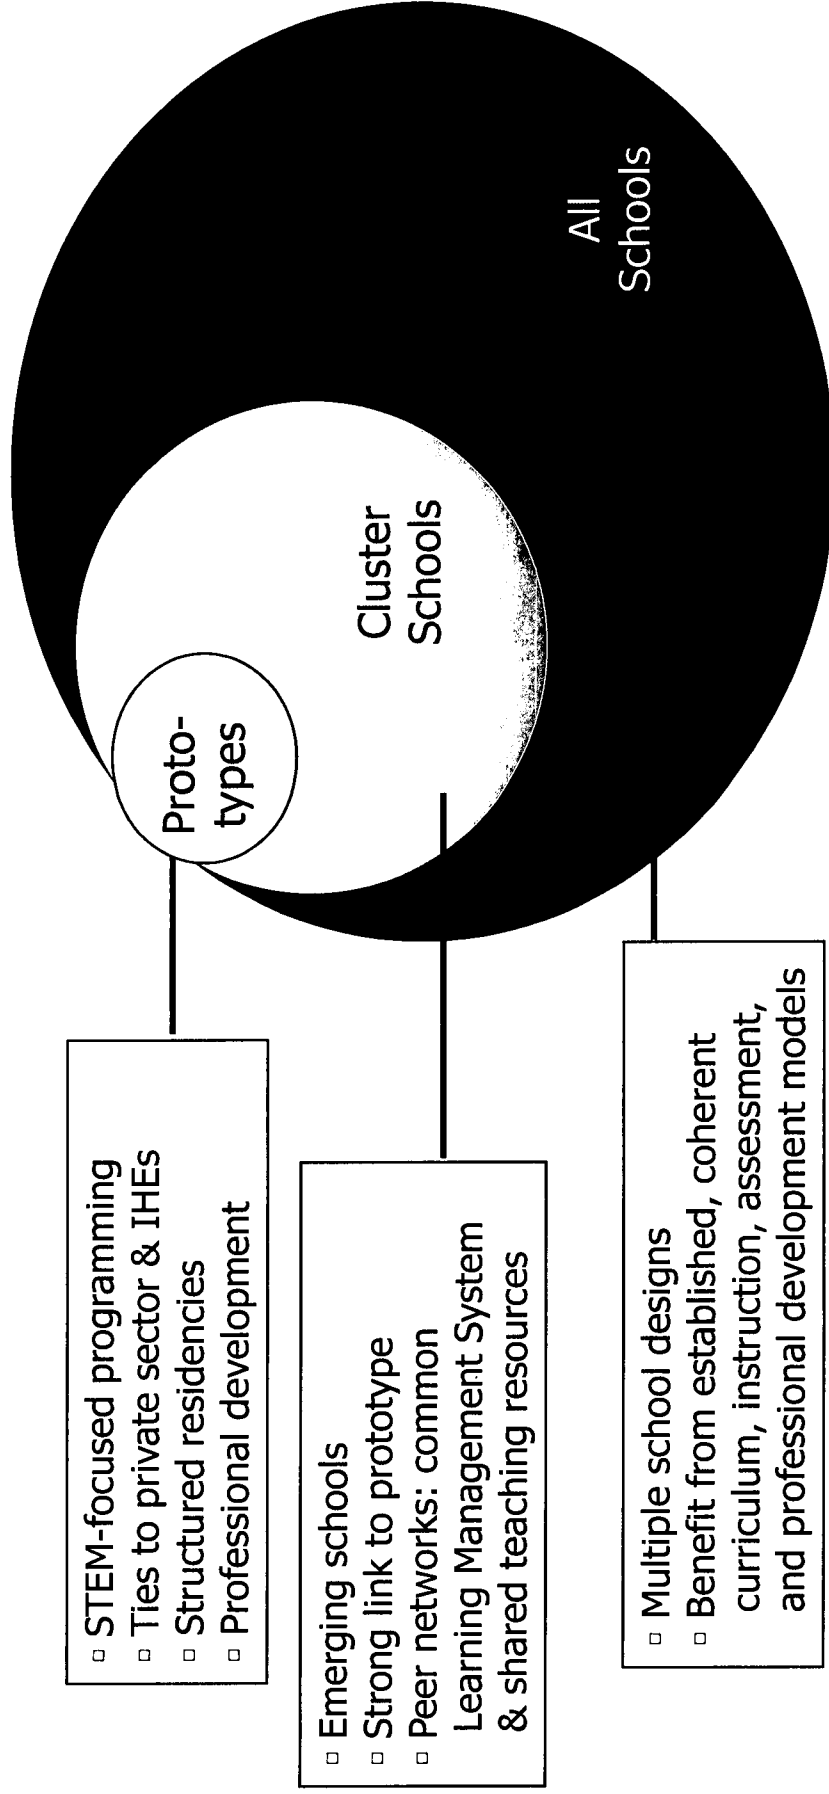 ▫ STEM-focused programming
▫ Ties to private sector & IHEs
▫ Structured residencies
▫ Professional development
▫ Emerging schools
▫ Strong link to prototype
▫ Peer networks: common
Learning Management System
& shared teaching resources
▫ Multiple school designs
▫ Benefit from established, coherent
curriculum, instruction, assessment,
and professional development models
Proto-
types
Cluster
Schools
All
Schools